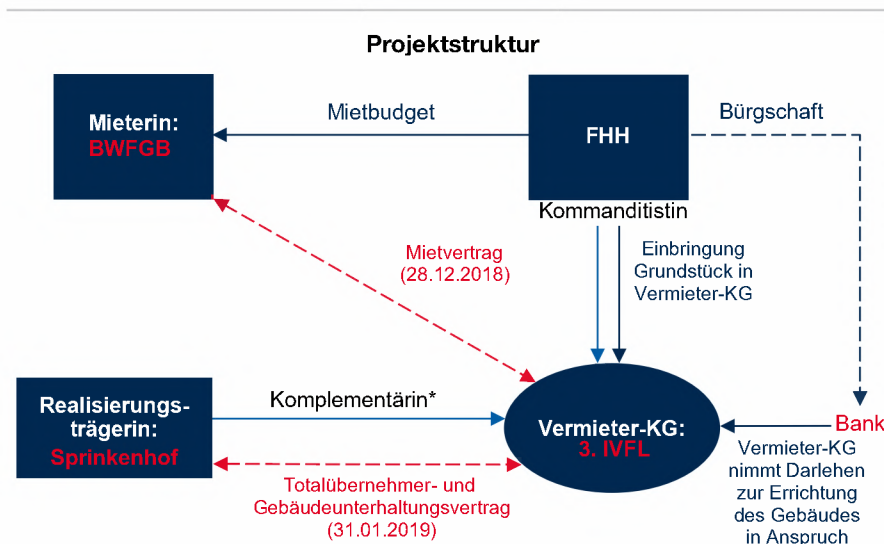 Projektstruktur
Mieterin:
BWFGB
Mietbudget
FHH
Bürgschaft
Kommanditistin
Mietvertrag
(28.12.2018)
Einbringung
Grundstück in
Vermieter-KG
Realisierungs-
trägerin:
Sprinkenhof
Komplementärin*
Vermieter-KG:
3. IVFL
Bank
Totalübernehmer- und
Gebäudeunterhaltungsvertrag
(31.01.2019)
Vermieter-KG
nimmt Darlehen
zur Errichtung
des Gebäudes
in Anspruch